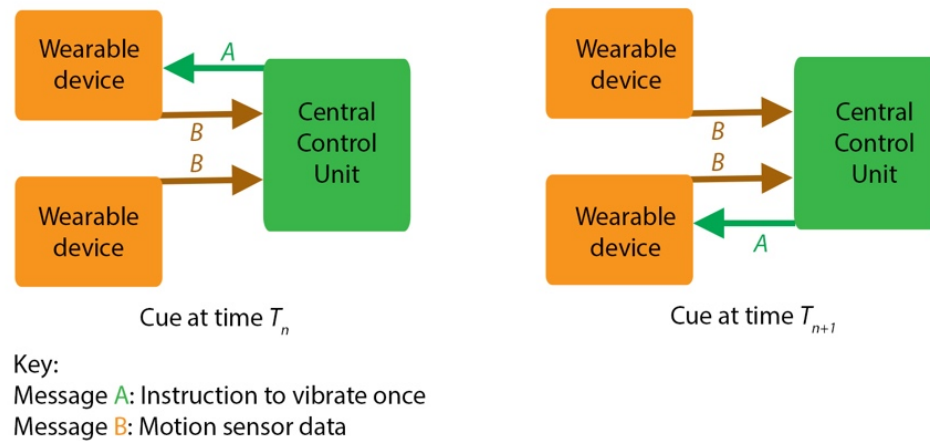 Wearable
device
A
B
B
Central
Control
Unit
Wearable
device
Cue at time Tn
Wearable
device
B
B
A
Central
Control
Unit
Wearable
device
Cue at time Tn+1
Key:
Message A: Instruction to vibrate once
Message B: Motion sensor data